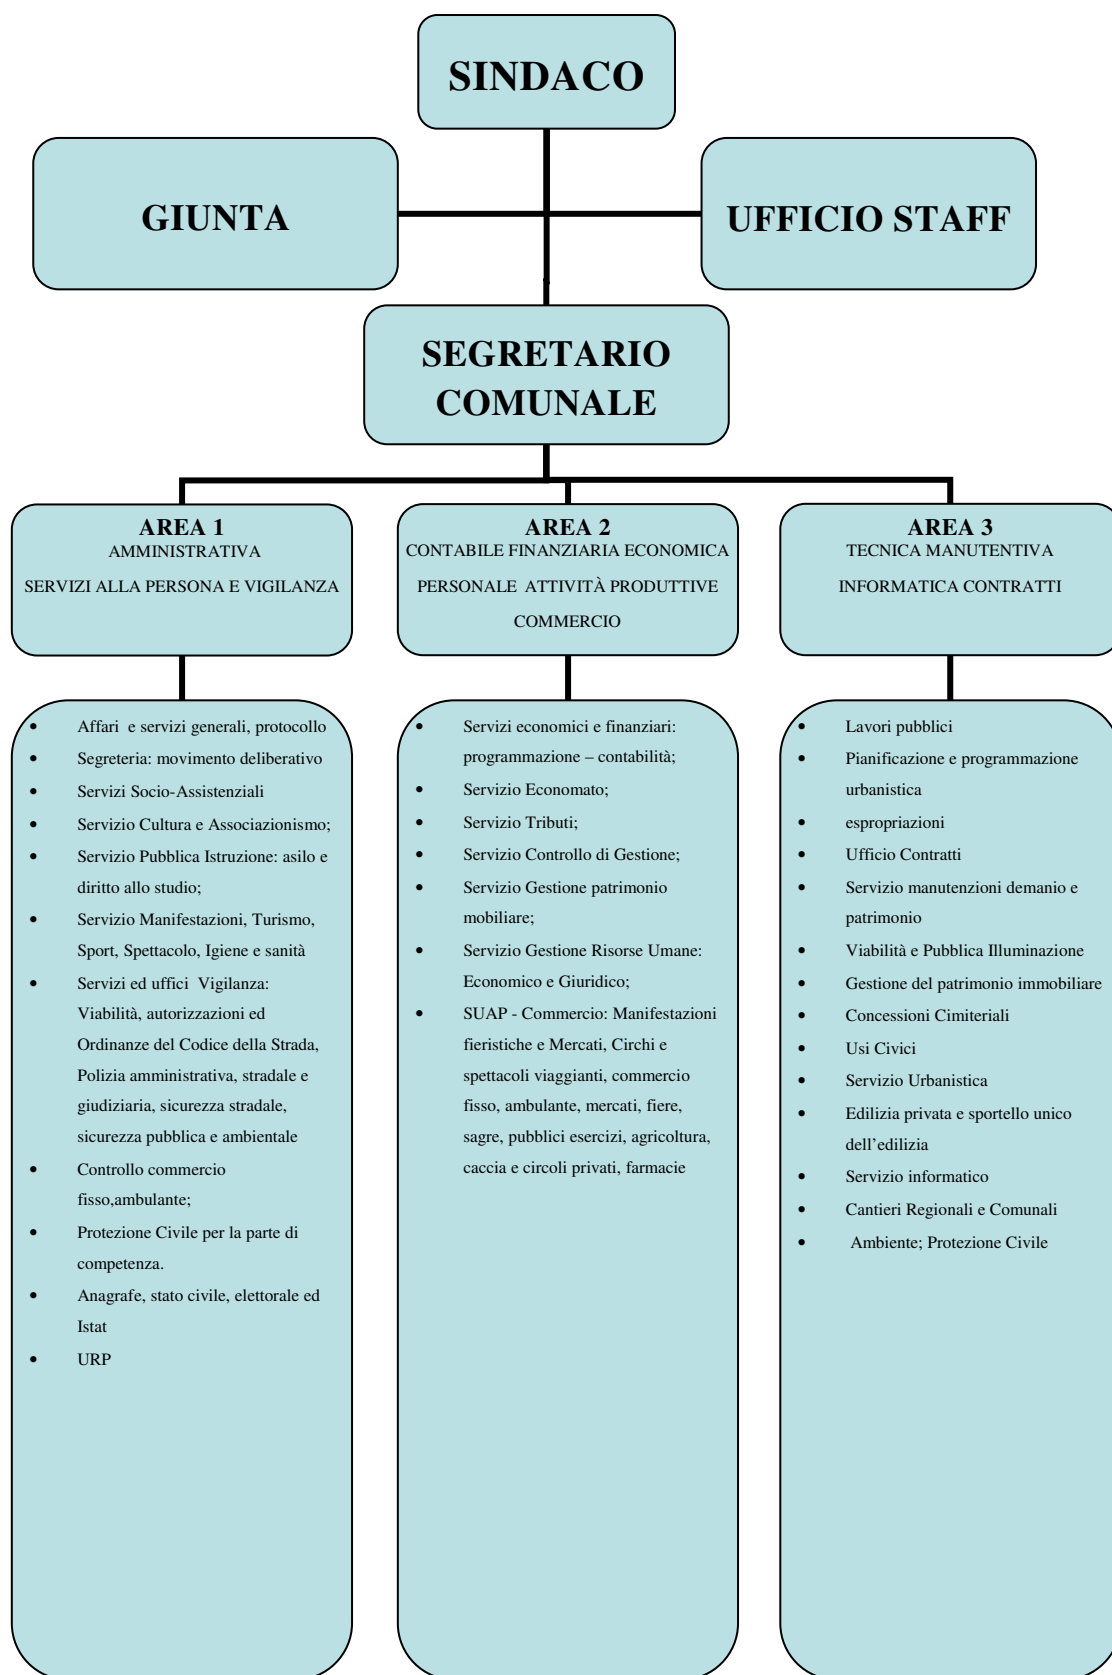 SINDACO
GIUNTA
UFFICIO STAFF
SEGRETARIO
COMUNALE
AREA 1
AMMINISTRATIVA
SERVIZI ALLA PERSONA E VIGILANZA
AREA 2
CONTABILE FINANZIARIA ECONOMICA
PERSONALE ATTIVITÀ PRODUTTIVE
COMMERCIO
AREA 3
TECNICA MANUTENTIVA
INFORMATICA CONTRATTI
• Affari e servizi generali, protocollo
• Segreteria: movimento deliberativo
• Servizi Socio-Assistenziali
• Servizio Cultura e Associazionismo;
• Servizio Pubblica Istruzione: asilo e
diritto allo studio;
• Servizio Manifestazioni, Turismo,
Sport, Spettacolo, Igiene e sanità
• Servizi ed uffici Vigilanza:
Viabilità, autorizzazioni ed
Ordinanze del Codice della Strada,
Polizia amministrativa, stradale e
giudiziaria, sicurezza stradale,
sicurezza pubblica e ambientale
• Controllo commercio
fisso,ambulante;
• Protezione Civile per la parte di
competenza.
• Anagrafe, stato civile, elettorale ed
Istat
• URP
• Servizi economici e finanziari:
programmazione – contabilità;
• Servizio Economato;
• Servizio Tributi;
• Servizio Controllo di Gestione;
• Servizio Gestione patrimonio
mobiliare;
• Servizio Gestione Risorse Umane:
Economico e Giuridico;
• SUAP - Commercio: Manifestazioni
fieristiche e Mercati, Circhi e
spettacoli viaggianti, commercio
fisso, ambulante, mercati, fiere,
sagre, pubblici esercizi, agricoltura,
caccia e circoli privati, farmacie
• Lavori pubblici
• Pianificazione e programmazione
urbanistica
• espropriazioni
• Ufficio Contratti
• Servizio manutenzioni demanio e
patrimonio
• Viabilità e Pubblica Illuminazione
• Gestione del patrimonio immobiliare
• Concessioni Cimiteriali
• Usi Civici
• Servizio Urbanistica
• Edilizia privata e sportello unico
dell’edilizia
• Servizio informatico
• Cantieri Regionali e Comunali
• Ambiente; Protezione Civile